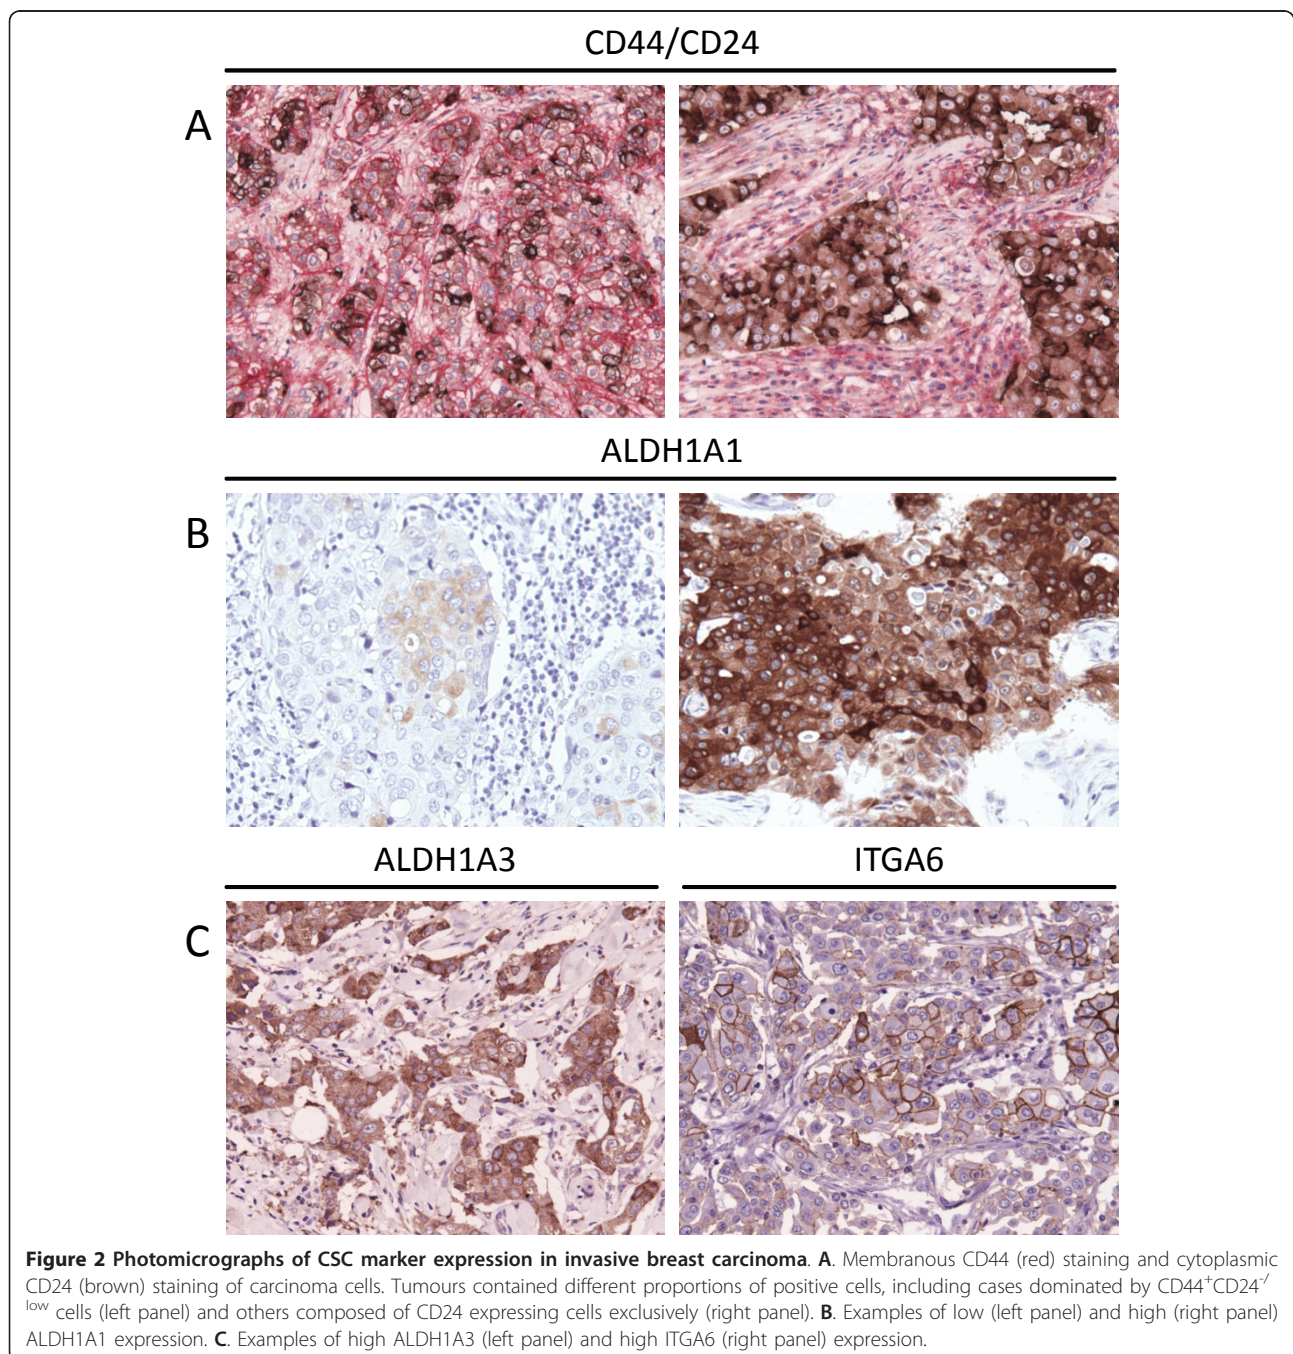 CD44/CD24
A
ALDH1A1
B
ALDH1A3 ITGA6
C
Figure 2 Photomicrographs of CSC marker expression in invasive breast carcinoma. A. Membranous CD44 (red) staining and cytoplasmic
CD24 (brown) staining of carcinoma cells. Tumours contained different proportions of positive cells, including cases dominated by CD44⁺CD24⁻/
low cells (left panel) and others composed of CD24 expressing cells exclusively (right panel). B. Examples of low (left panel) and high (right panel)
ALDH1A1 expression. C. Examples of high ALDH1A3 (left panel) and high ITGA6 (right panel) expression.